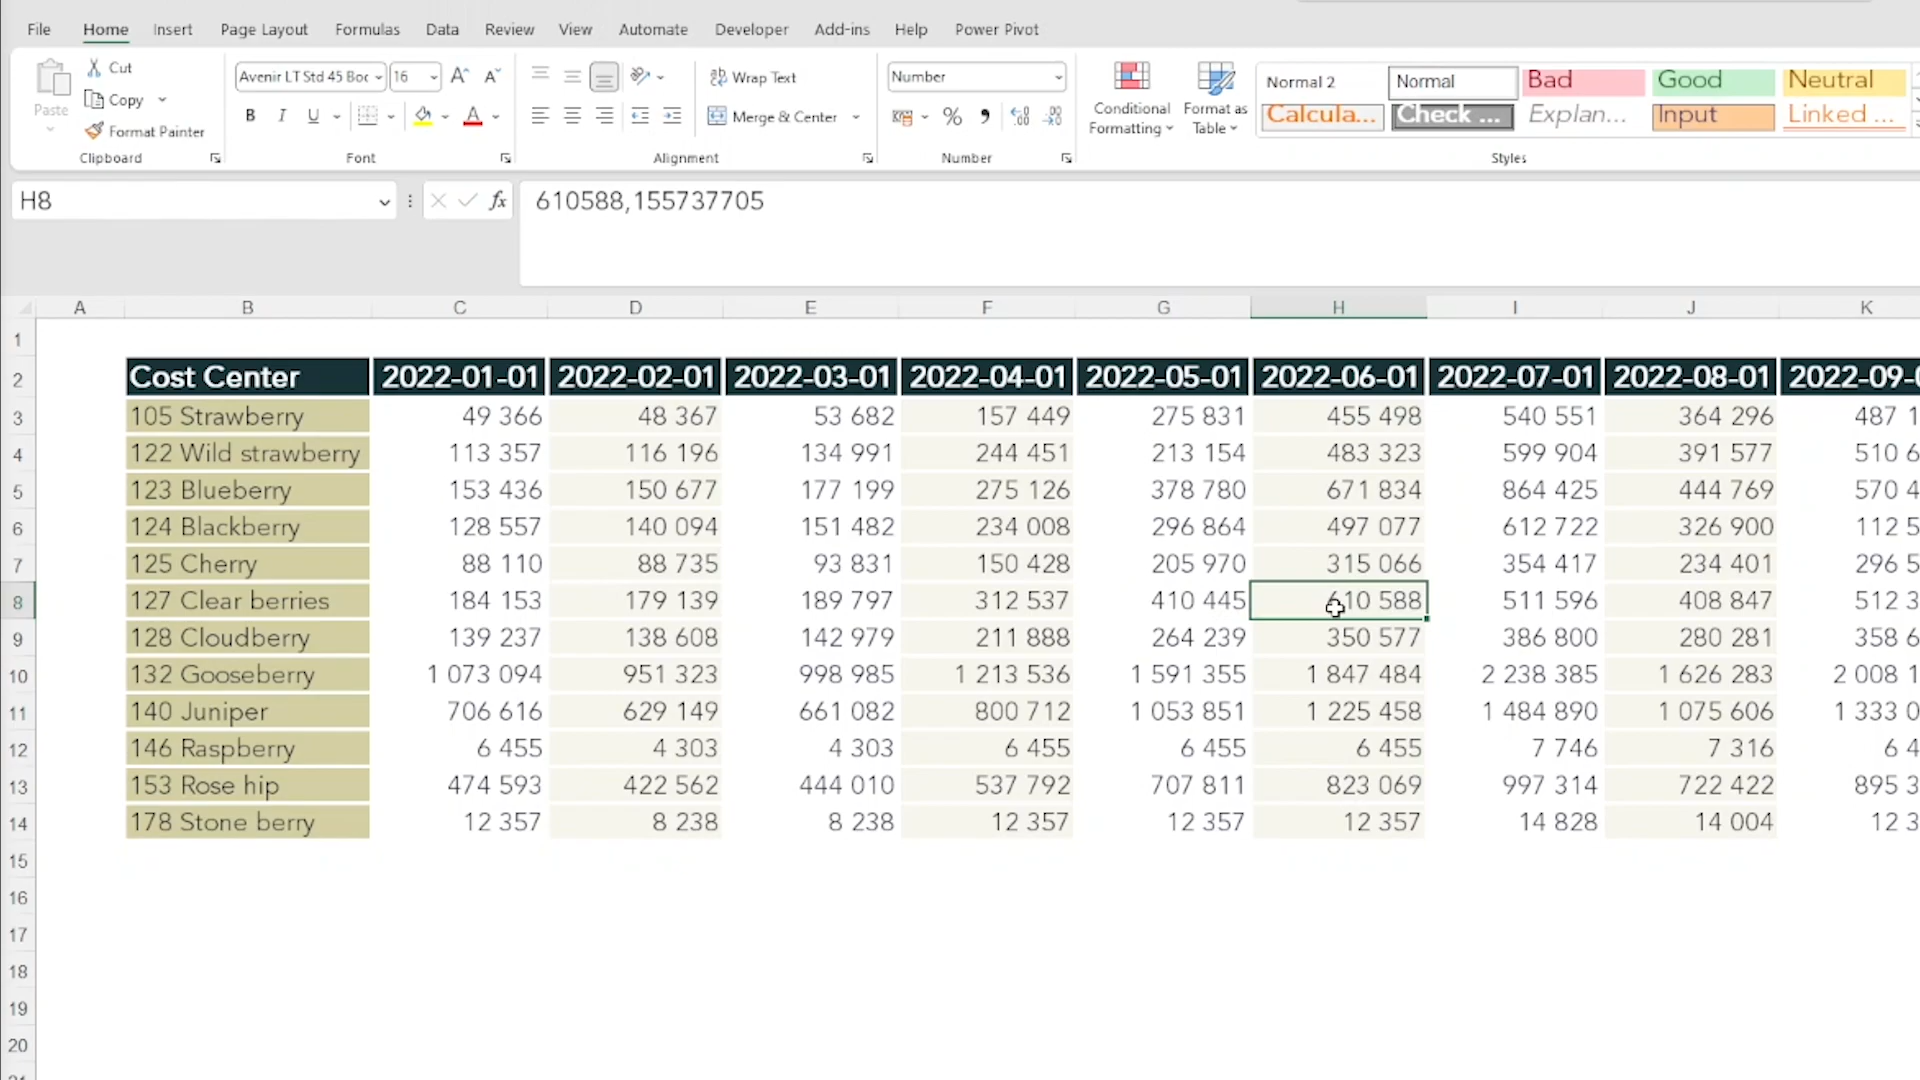 File Home Insert Page Layout Formulas Data Review View Automate Developer Add-ins Help Power Pivot
Paste
Cut
Copy
Format Painter
Clipboard
Avenir LT Std 45 Boo 16
B I U
Font
Wrap Text
Merge & Center
Alignment
Number
Number
Conditional Formatting
Format as Table
Normal 2 Normal Bad Good Neutral
Calcula... Check ... Explan... Input Linked ...
Styles
H8 fx 610588,155737705
A B C D E F G H I J K
1
2 Cost Center 2022-01-01 2022-02-01 2022-03-01 2022-04-01 2022-05-01 2022-06-01 2022-07-01 2022-08-01 2022-09-
3 105 Strawberry 49 366 48 367 53 682 157 449 275 831 455 498 540 551 364 296 487 1
4 122 Wild strawberry 113 357 116 196 134 991 244 451 213 154 483 323 599 904 391 577 510 6
5 123 Blueberry 153 436 150 677 177 199 275 126 378 780 671 834 864 425 444 769 570 4
6 124 Blackberry 128 557 140 094 151 482 234 008 296 864 497 077 612 722 326 900 112 5
7 125 Cherry 88 110 88 735 93 831 150 428 205 970 315 066 354 417 234 401 296 5
8 127 Clear berries 184 153 179 139 189 797 312 537 410 445 610 588 511 596 408 847 512 3
9 128 Cloudberry 139 237 138 608 142 979 211 888 264 239 350 577 386 800 280 281 358 6
10 132 Gooseberry 1 073 094 951 323 998 985 1 213 536 1 591 355 1 847 484 2 238 385 1 626 283 2 008 1
11 140 Juniper 706 616 629 149 661 082 800 712 1 053 851 1 225 458 1 484 890 1 075 606 1 333 0
12 146 Raspberry 6 455 4 303 4 303 6 455 6 455 6 455 7 746 7 316 6 4
13 153 Rose hip 474 593 422 562 444 010 537 792 707 811 823 069 997 314 722 422 895 3
14 178 Stone berry 12 357 8 238 8 238 12 357 12 357 12 357 14 828 14 004 12 3
15
16
17
18
19
20